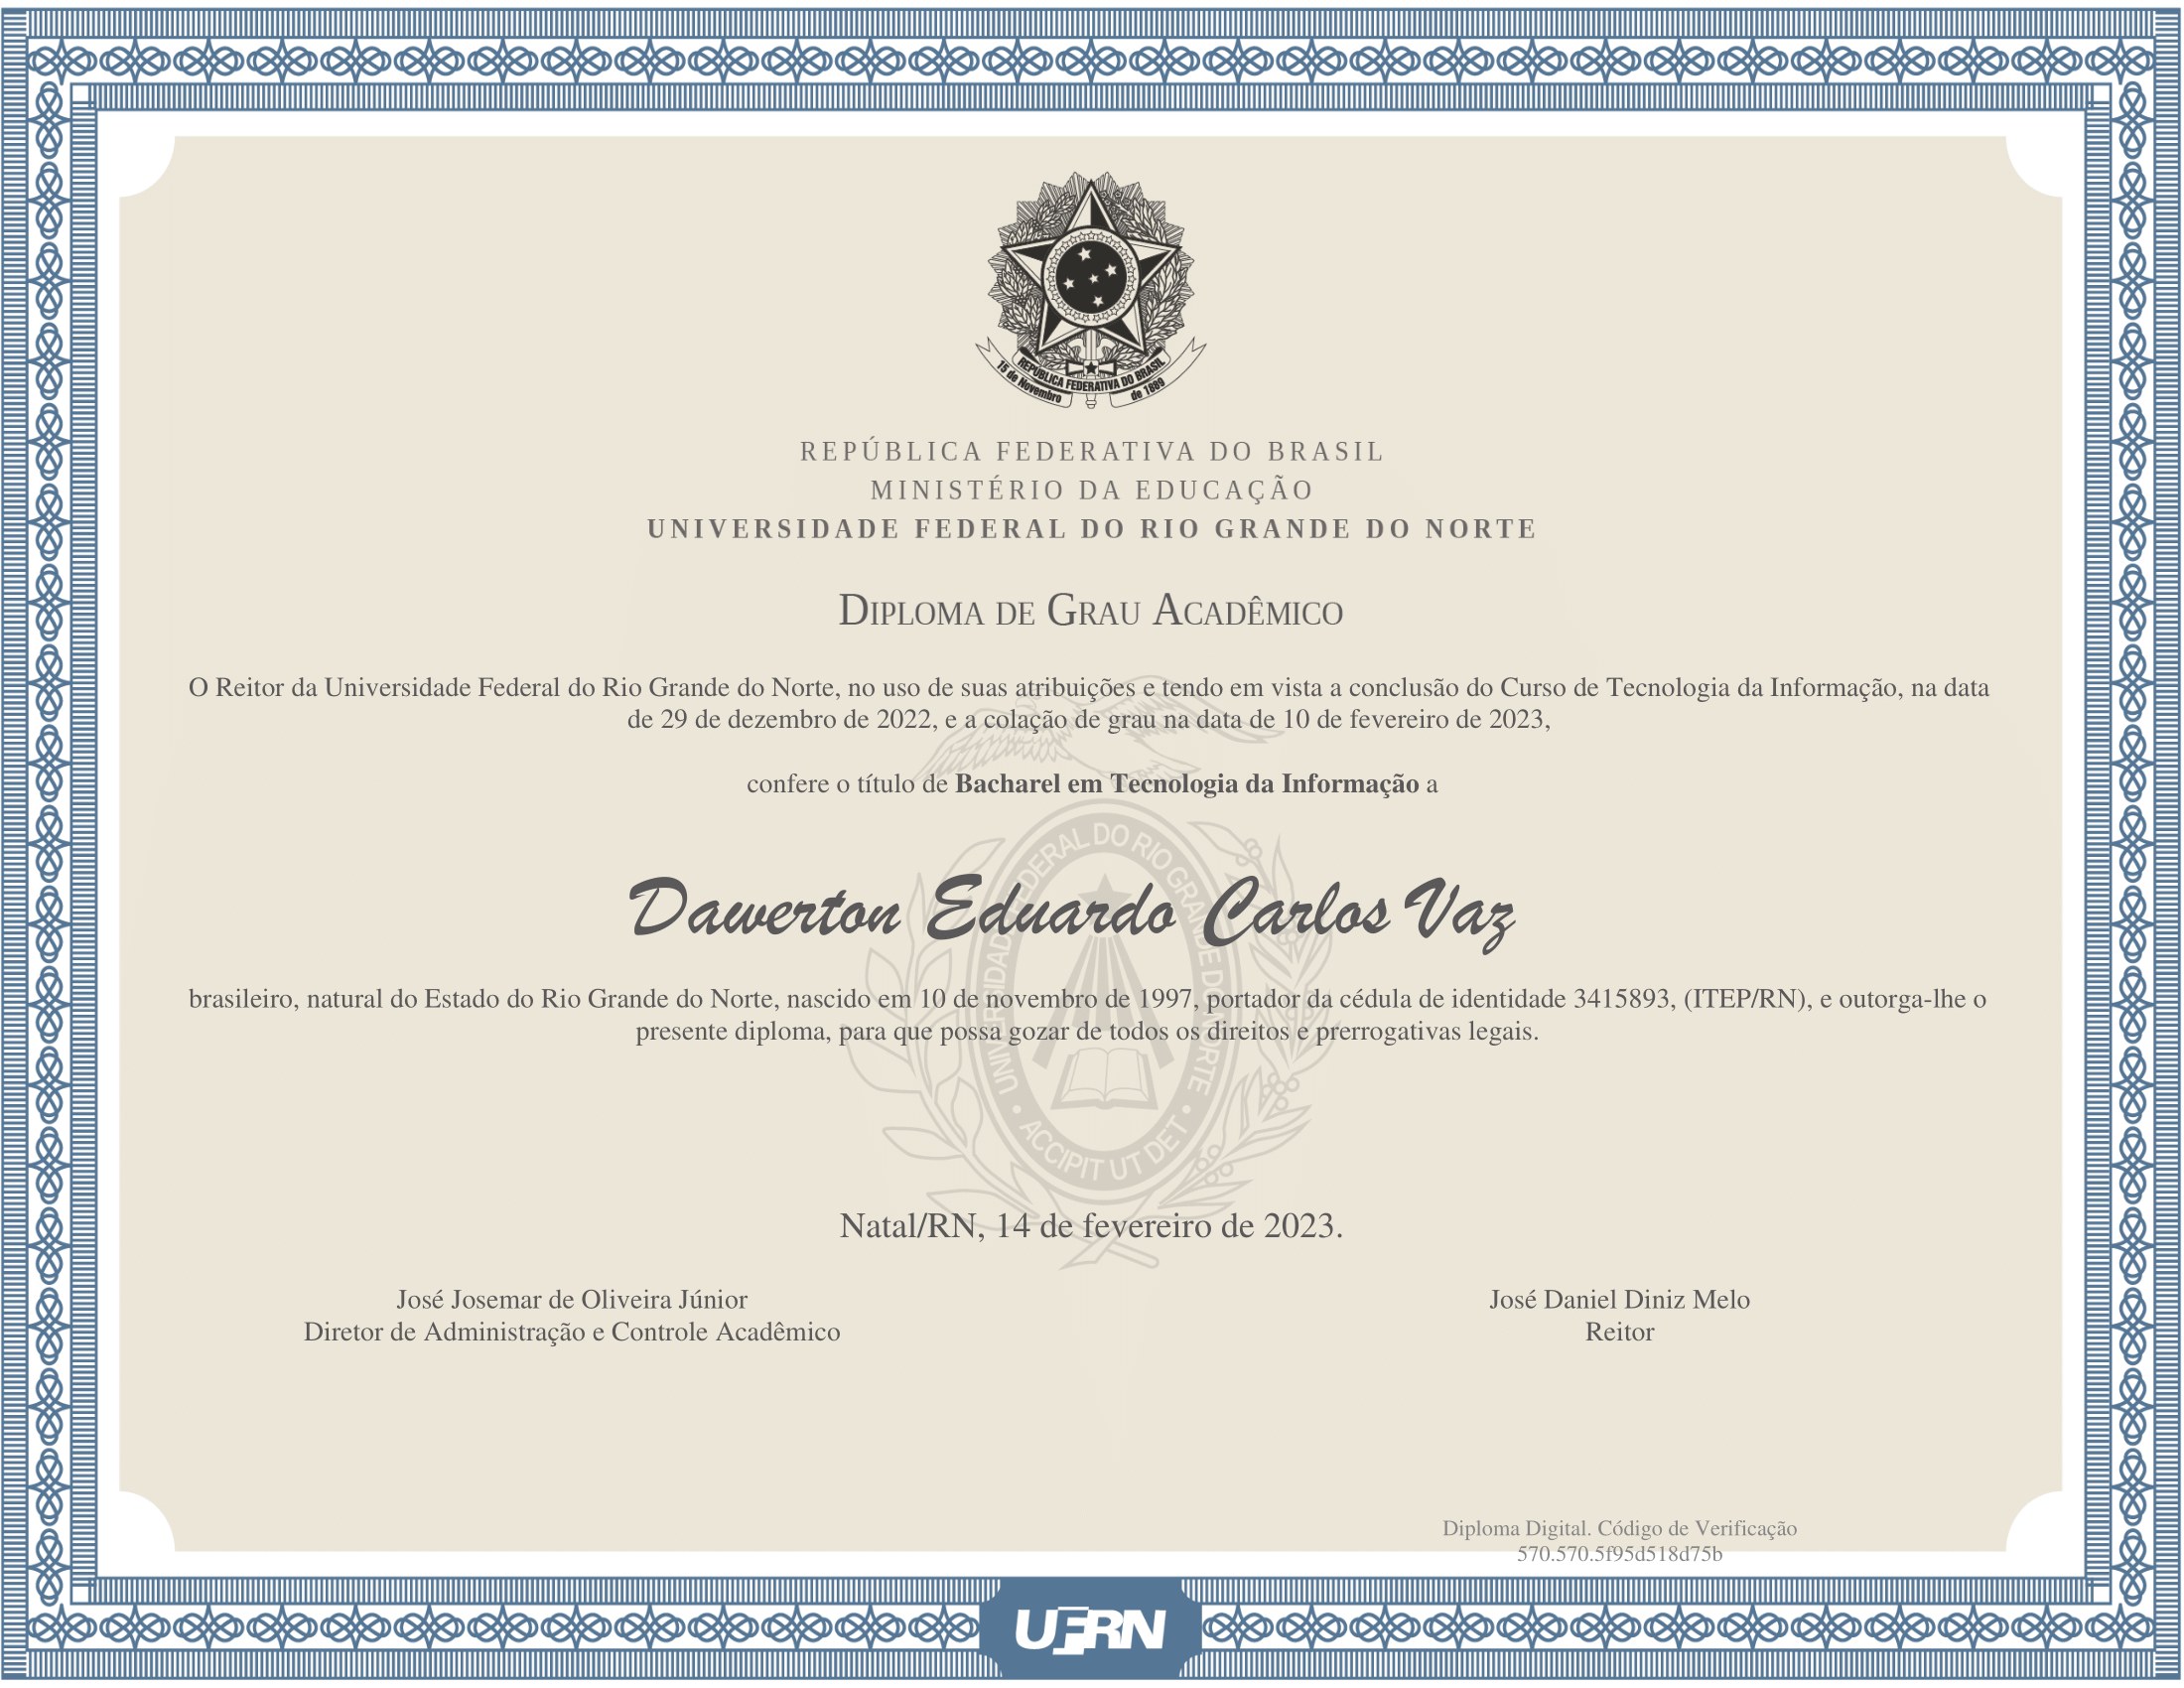 15 de Novembro
REPÚBLICA FEDERATIVA DO BRASIL
de 1889
REPÚBLICA FEDERATIVA DO BRASIL
MINISTÉRIO DA EDUCAÇÃO
UNIVERSIDADE FEDERAL DO RIO GRANDE DO NORTE
DIPLOMA DE GRAU ACADÊMICO
O Reitor da Universidade Federal do Rio Grande do Norte, no uso de suas atribuições e tendo em vista a conclusão do Curso de Tecnologia da Informação, na data
de 29 de dezembro de 2022, e a colação de grau na data de 10 de fevereiro de 2023,
confere o título de Bacharel em Tecnologia da Informação a
UNIVERSIDADE FEDERAL DO RIO GRANDE DO NORTE
Dawerton Eduardo Carlos Vaz
brasileiro, natural do Estado do Rio Grande do Norte, nascido em 10 de novembro de 1997, portador da cédula de identidade 3415893, (ITEP/RN), e outorga-lhe o
presente diploma, para que possa gozar de todos os direitos e prerrogativas legais.
ACCIPIT UT DET
Natal/RN, 14 de fevereiro de 2023.
José Josemar de Oliveira Júnior
Diretor de Administração e Controle Acadêmico
José Daniel Diniz Melo
Reitor
Diploma Digital. Código de Verificação
570.570.5f95d518d75b
UFRN